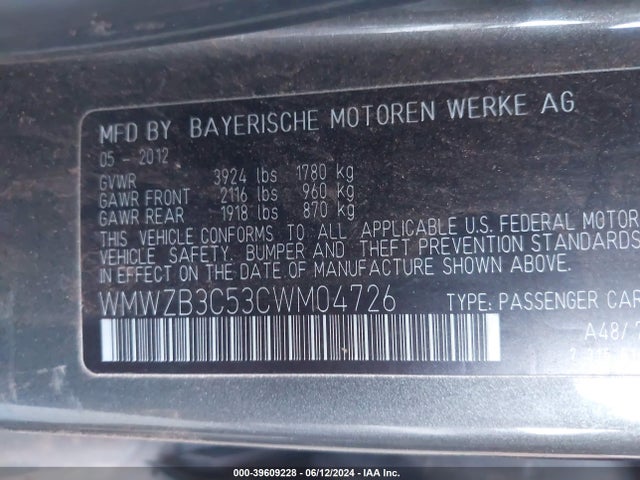 MFD BY BAYERISCHE MOTOREN WERKE AG
05 - 2012
GVWR 3924 lbs 1780 kg
GAWR FRONT 2116 lbs 960 kg
GAWR REAR 1918 lbs 870 kg
THIS VEHICLE CONFORMS TO ALL APPLICABLE U.S. FEDERAL MOTOR
VEHICLE SAFETY, BUMPER AND THEFT PREVENTION STANDARDS
IN EFFECT ON THE DATE OF MANUFACTURE SHOWN ABOVE.
WMWZB3C53CWM04726 TYPE: PASSENGER CAR
A48/
000-39609228 - 06/12/2024 - IAA Inc.